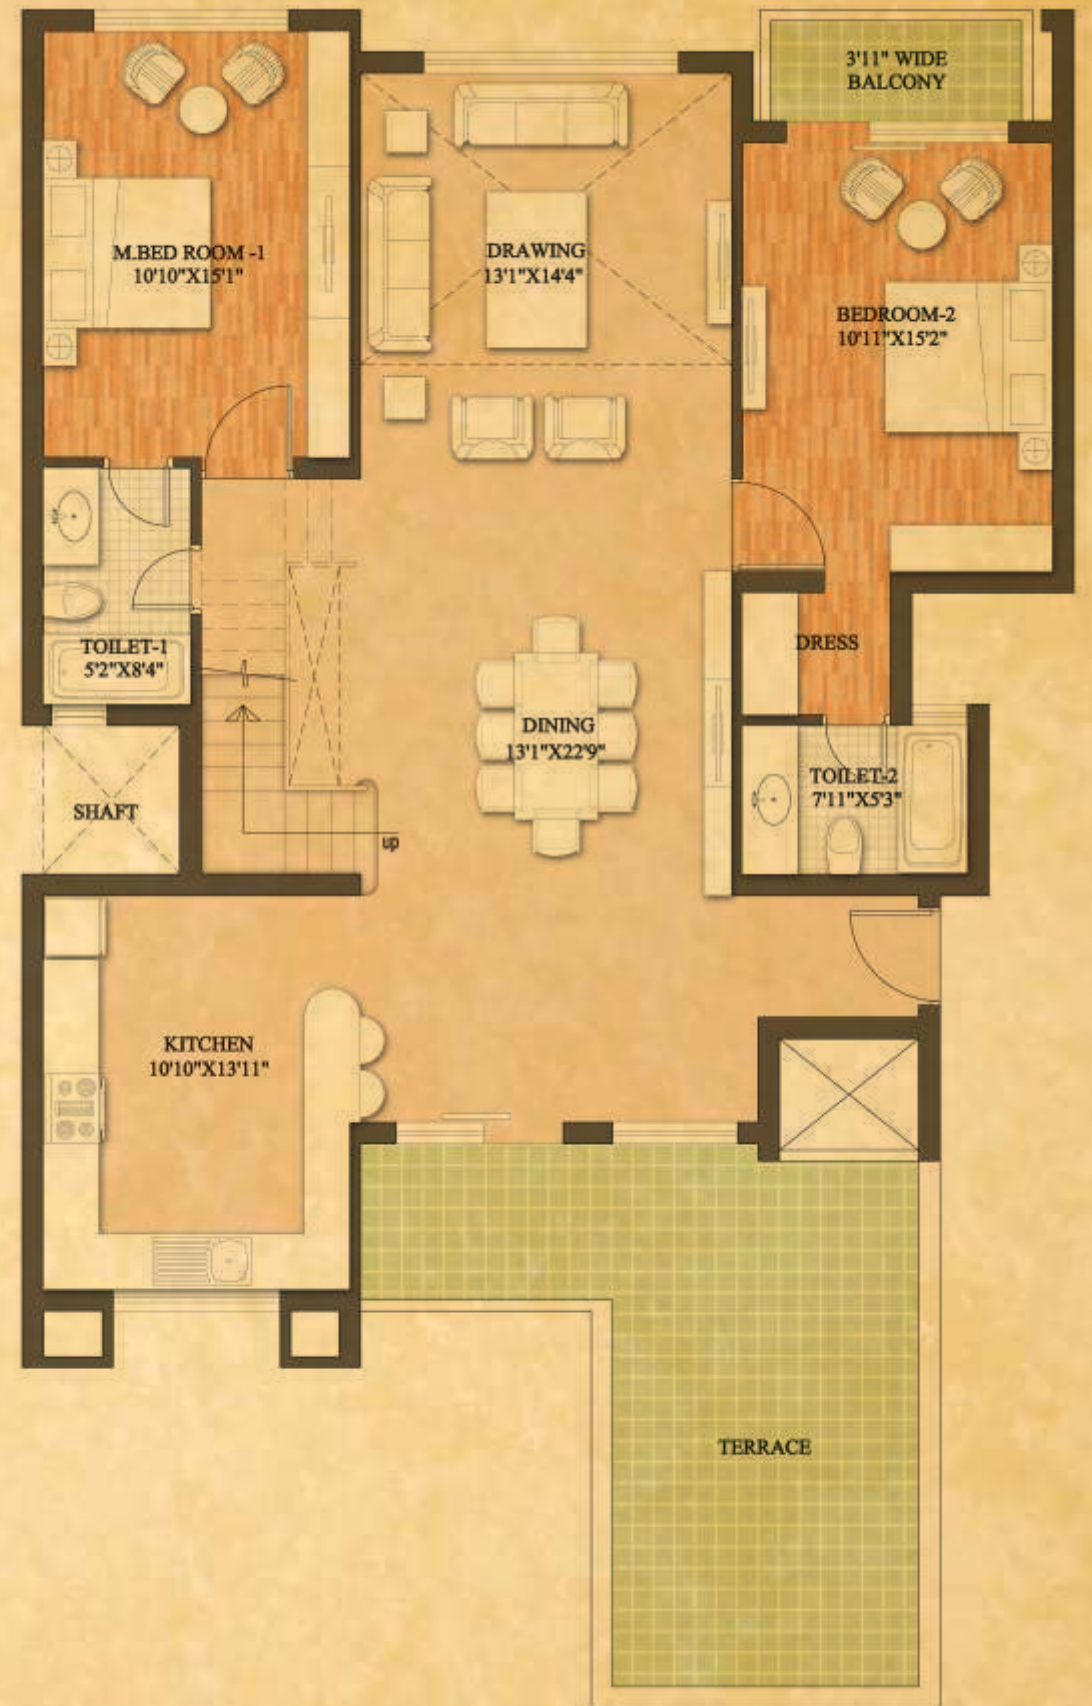 3'11" WIDE
BALCONY
M.BED ROOM -1
10'10"X15'1"
DRAWING
13'1"X14'4"
BEDROOM-2
10'11"X15'2"
TOILET-1
5'2"X8'4"
DRESS
DINING
13'1"X22'9"
TOILET-2
7'11"X5'3"
SHAFT
up
KITCHEN
10'10"X13'11"
TERRACE